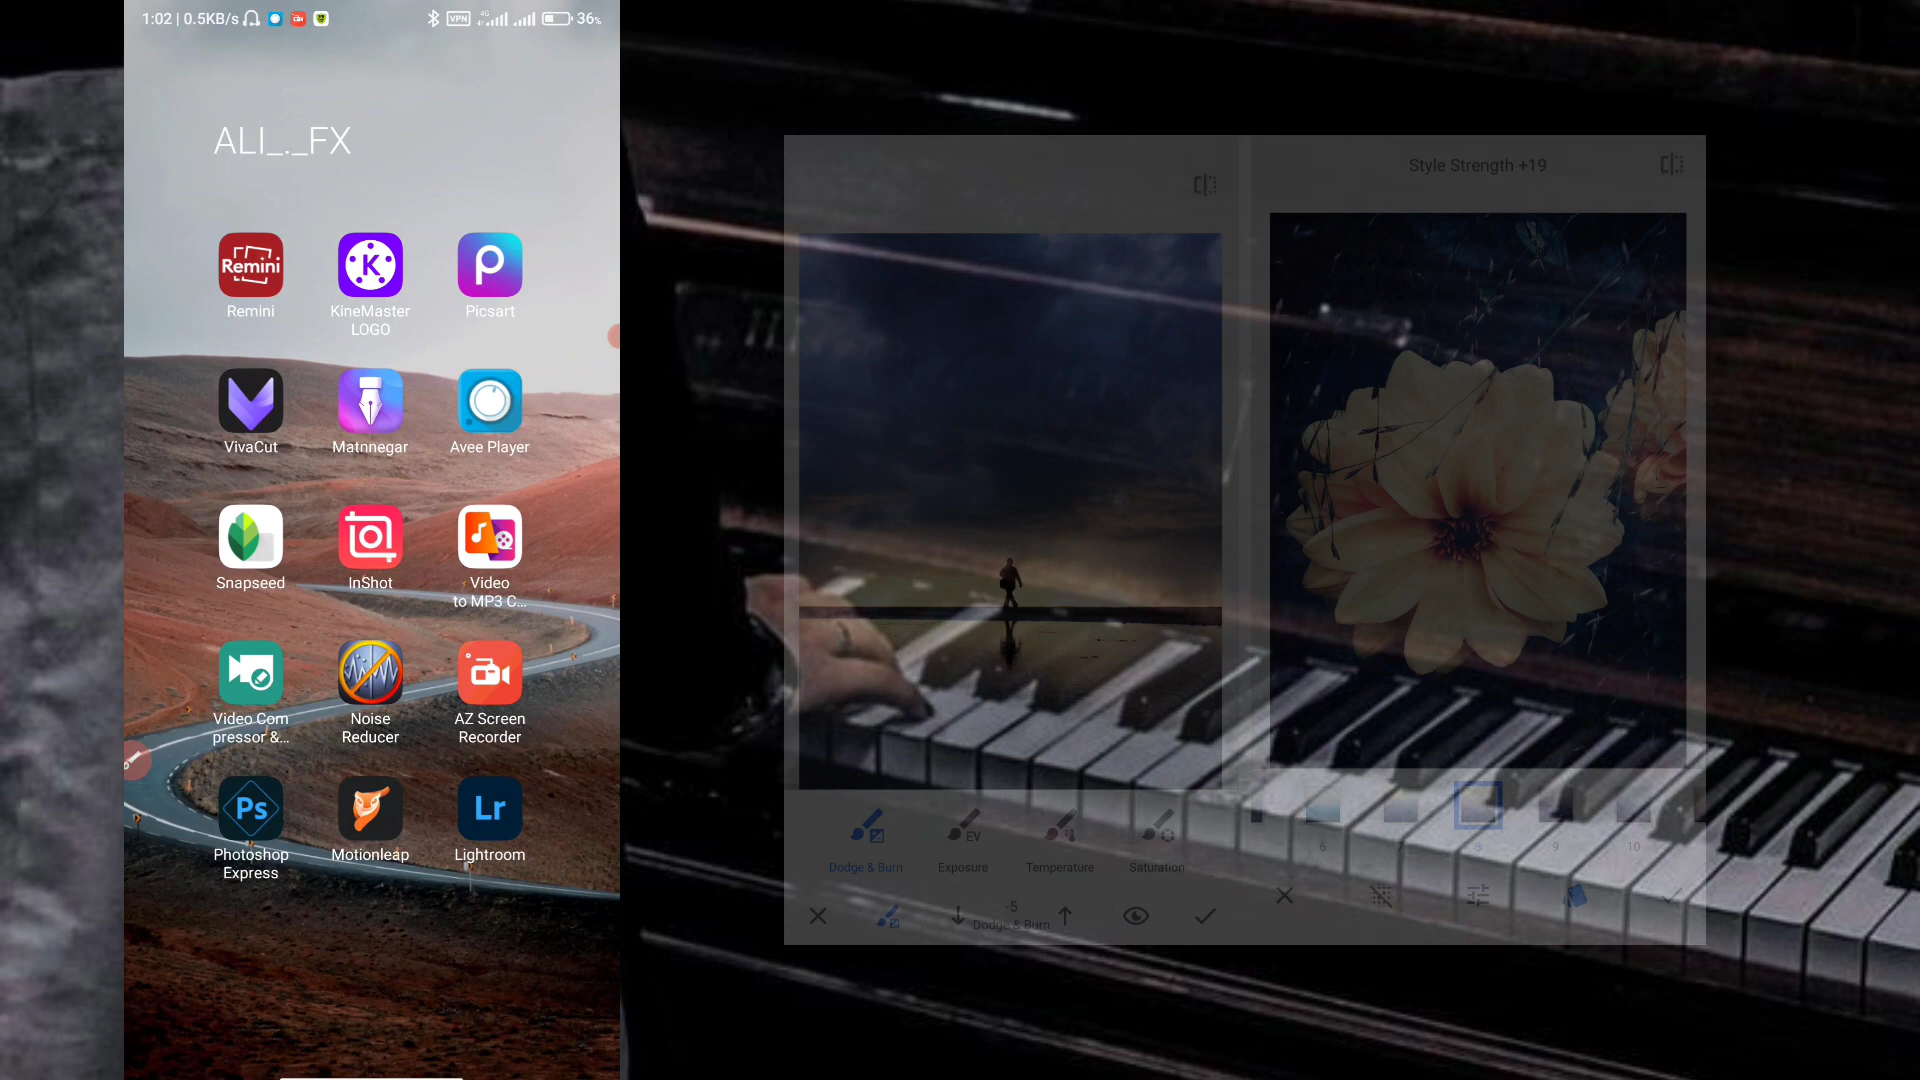 1:02 | 0.5KB/s
VPN
4G
36%
ALI_._FX
Remini
K
Remini
KineMaster
LOGO
Picsart
VivaCut
Matnnegar
Avee Player
Snapseed
InShot
Video
to MP3 C...
Video Com
pressor &...
Noise
Reducer
AZ Screen
Recorder
Ps
Lr
Photoshop
Express
Motionleap
Lightroom
Style Strength +19
EV
Dodge & Burn
Exposure
Temperature
Saturation
-5
Dodge & Burn
6
8
9
10